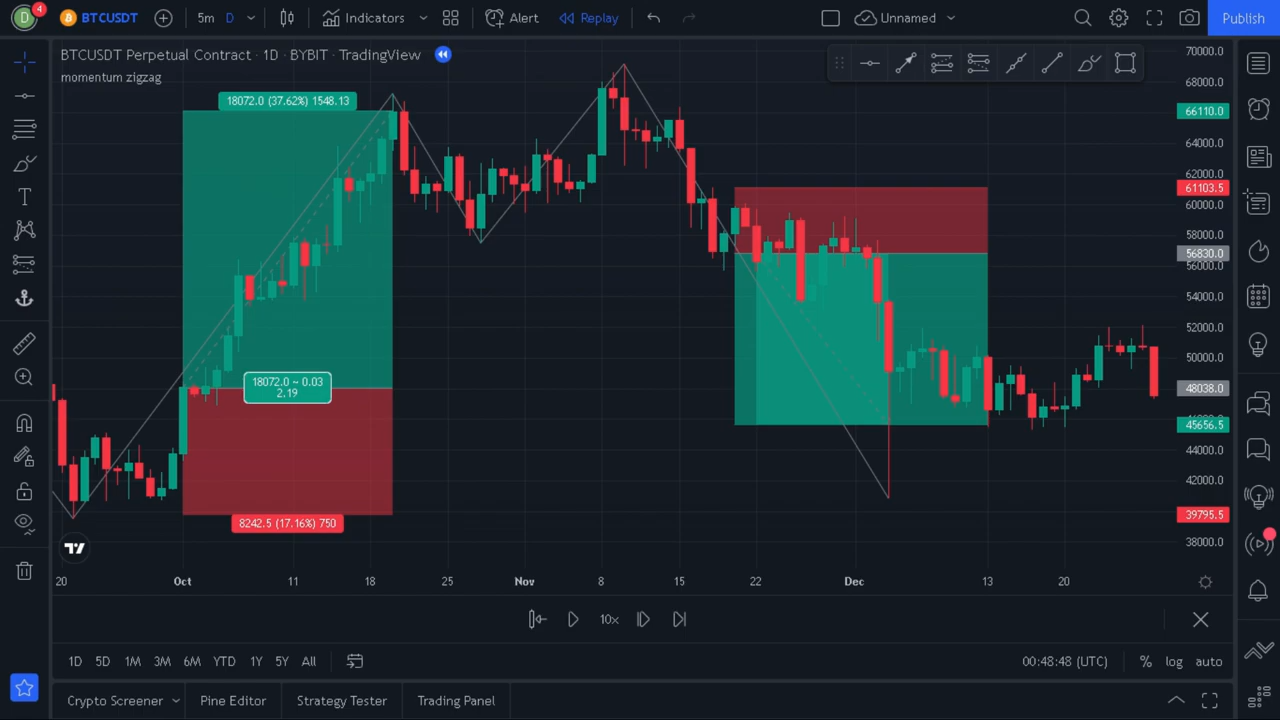 D 4 BTCUSDT 5m D Indicators Alert Replay Unnamed Publish
BTCUSDT Perpetual Contract · 1D · BYBIT · TradingView
momentum zigzag
18072.0 (37.62%) 1548.13
18072.0 ~ 0.03
2.19
8242.5 (17.16%) 750
70000.0
68000.0
66110.0
64000.0
62000.0
61103.5
60000.0
58000.0
56830.0
56000.0
54000.0
52000.0
50000.0
48038.0
45656.5
44000.0
42000.0
39795.5
38000.0
20 Oct 11 18 25 Nov 8 15 22 Dec 13 20
10x
1D 5D 1M 3M 6M YTD 1Y 5Y All 00:48:48 (UTC) % log auto
Crypto Screener Pine Editor Strategy Tester Trading Panel